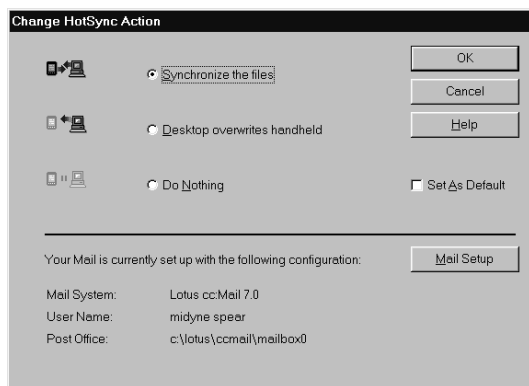 Change HotSync Action
Synchronize the files
OK
Cancel
Desktop overwrites handheld
Help
Do Nothing
Set As Default
Your Mail is currently set up with the following configuration:
Mail Setup
Mail System: Lotus cc:Mail 7.0
User Name: midyne spear
Post Office: c:\lotus\ccmail\mailbox0